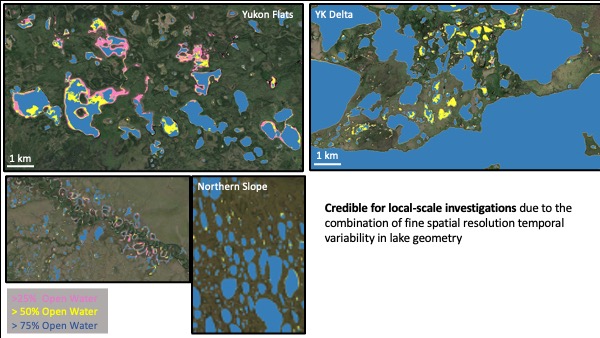 Yukon Flats
YK Delta
1 km
1 km
Northern Slope
Credible for local-scale investigations due to the
combination of fine spatial resolution temporal
variability in lake geometry
>25% Open Water
> 50% Open Water
> 75% Open Water